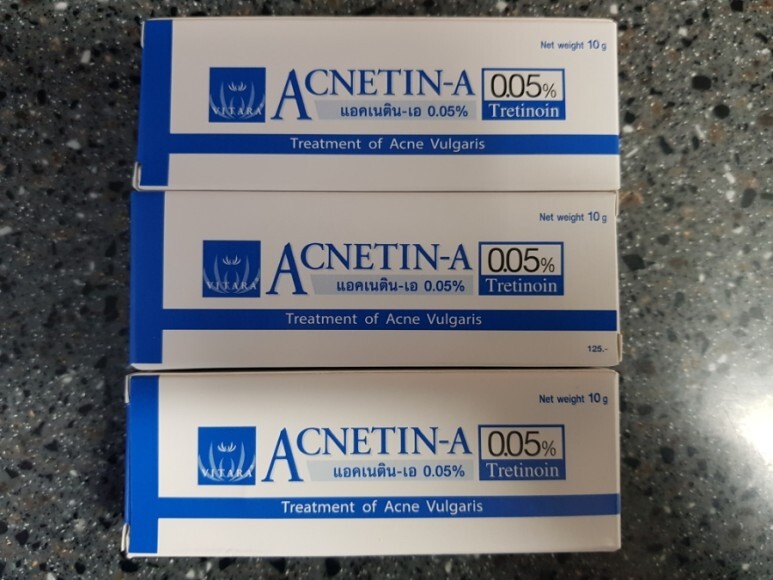 Net weight 10 g
VITARA
ACNETIN-A
0.05%
แอคเนติน-เอ 0.05%
Tretinoin
Treatment of Acne Vulgaris
Net weight 10 g
VITARA
ACNETIN-A
0.05%
แอคเนติน-เอ 0.05%
Tretinoin
Treatment of Acne Vulgaris
125.-
Net weight 10 g
VITARA
ACNETIN-A
0.05%
แอคเนติน-เอ 0.05%
Tretinoin
Treatment of Acne Vulgaris